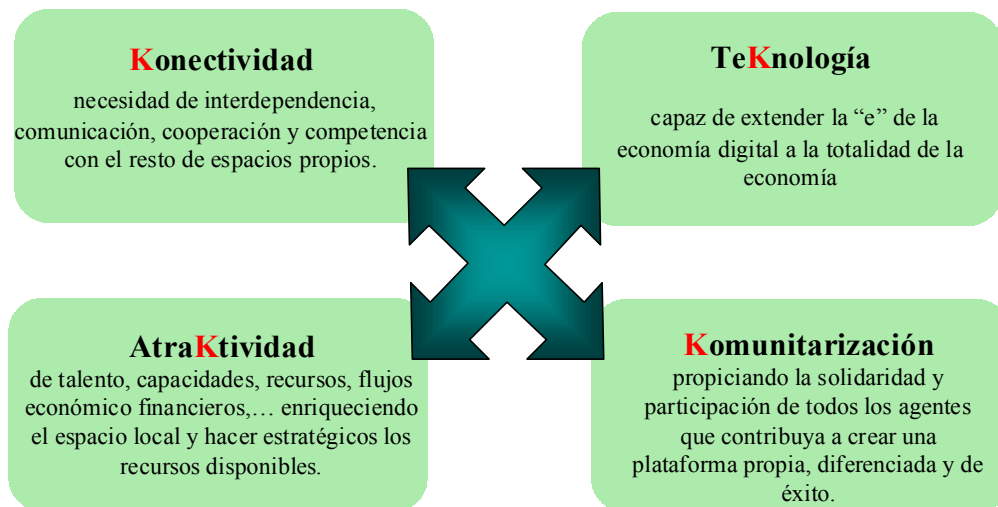 Konectividad
necesidad de interdependencia,
comunicación, cooperación y competencia
con el resto de espacios propios.
TeKnología
capaz de extender la “e” de la
economía digital a la totalidad de la
economía
AtraKtividad
de talento, capacidades, recursos, flujos
económico financieros,… enriqueciendo
el espacio local y hacer estratégicos los
recursos disponibles.
Komunitarización
propiciando la solidaridad y
participación de todos los agentes
que contribuya a crear una
plataforma propia, diferenciada y de
éxito.